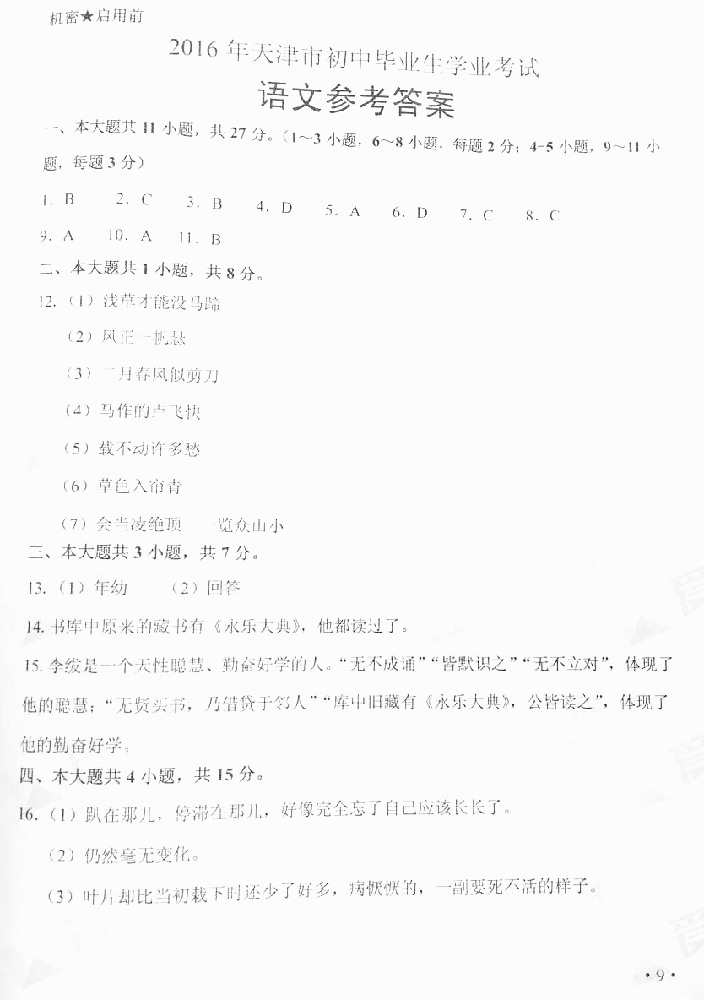 机密★启用前
2016 年天津市初中毕业生学业考试
语文参考答案
一、本大题共 11 小题，共 27 分。（1～3 小题，6～8 小题，每题 2 分；4-5 小题，9～11 小
题，每题 3 分）
1. B 2. C 3. B 4. D 5. A 6. D 7. C 8. C
9. A 10. A 11. B
二、本大题共 1 小题，共 8 分。
12.（1）浅草才能没马蹄
（2）风正一帆悬
（3）二月春风似剪刀
（4）马作的卢飞快
（5）载不动许多愁
（6）草色入帘青
（7）会当凌绝顶 一览众山小
三、本大题共 3 小题，共 7 分。
13.（1）年幼 （2）回答
14. 书库中原来的藏书有《永乐大典》，他都读过了。
15. 李绂是一个天性聪慧、勤奋好学的人。“无不成诵”“皆默识之”“无不立对”，体现了
他的聪慧；“无赀买书，乃借贷于邻人”“库中旧藏有《永乐大典》，公皆读之”，体现了
他的勤奋好学。
四、本大题共 4 小题，共 15 分。
16.（1）趴在那儿，停滞在那儿，好像完全忘了自己应该长长了。
（2）仍然毫无变化。
（3）叶片却比当初栽下时还少了好多，病恹恹的，一副要死不活的样子。
·9·